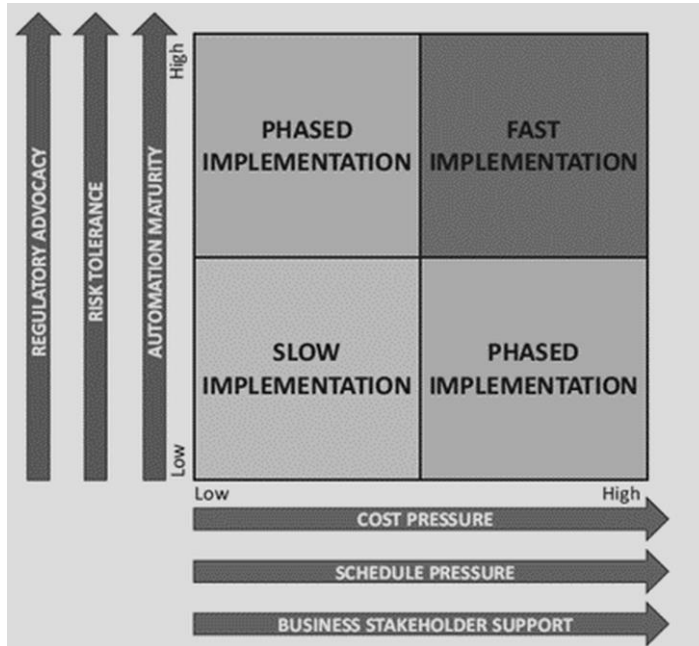 REGULATORY ADVOCACY
RISK TOLERANCE
AUTOMATION MATURITY
High
Low
PHASED
IMPLEMENTATION
FAST
IMPLEMENTATION
SLOW
IMPLEMENTATION
PHASED
IMPLEMENTATION
Low
High
COST PRESSURE
SCHEDULE PRESSURE
BUSINESS STAKEHOLDER SUPPORT